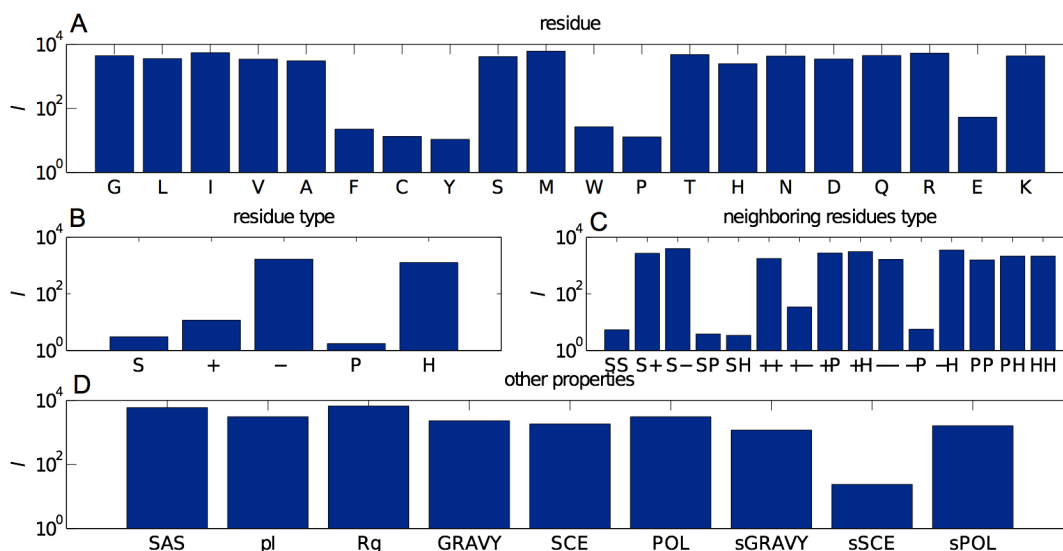 A
residue
10^4
10^2
10^0
I
G L I V A F C Y S M W P T H N D Q R E K
B
residue type
10^4
10^2
10^0
I
S + − P H
C
neighboring residues type
10^4
10^2
10^0
I
SS S+ S− SP SH ++ +− +P +H −− −P −H PP PH HH
D
other properties
10^4
10^2
10^0
I
SAS pI Rg GRAVY SCE POL sGRAVY sSCE sPOL